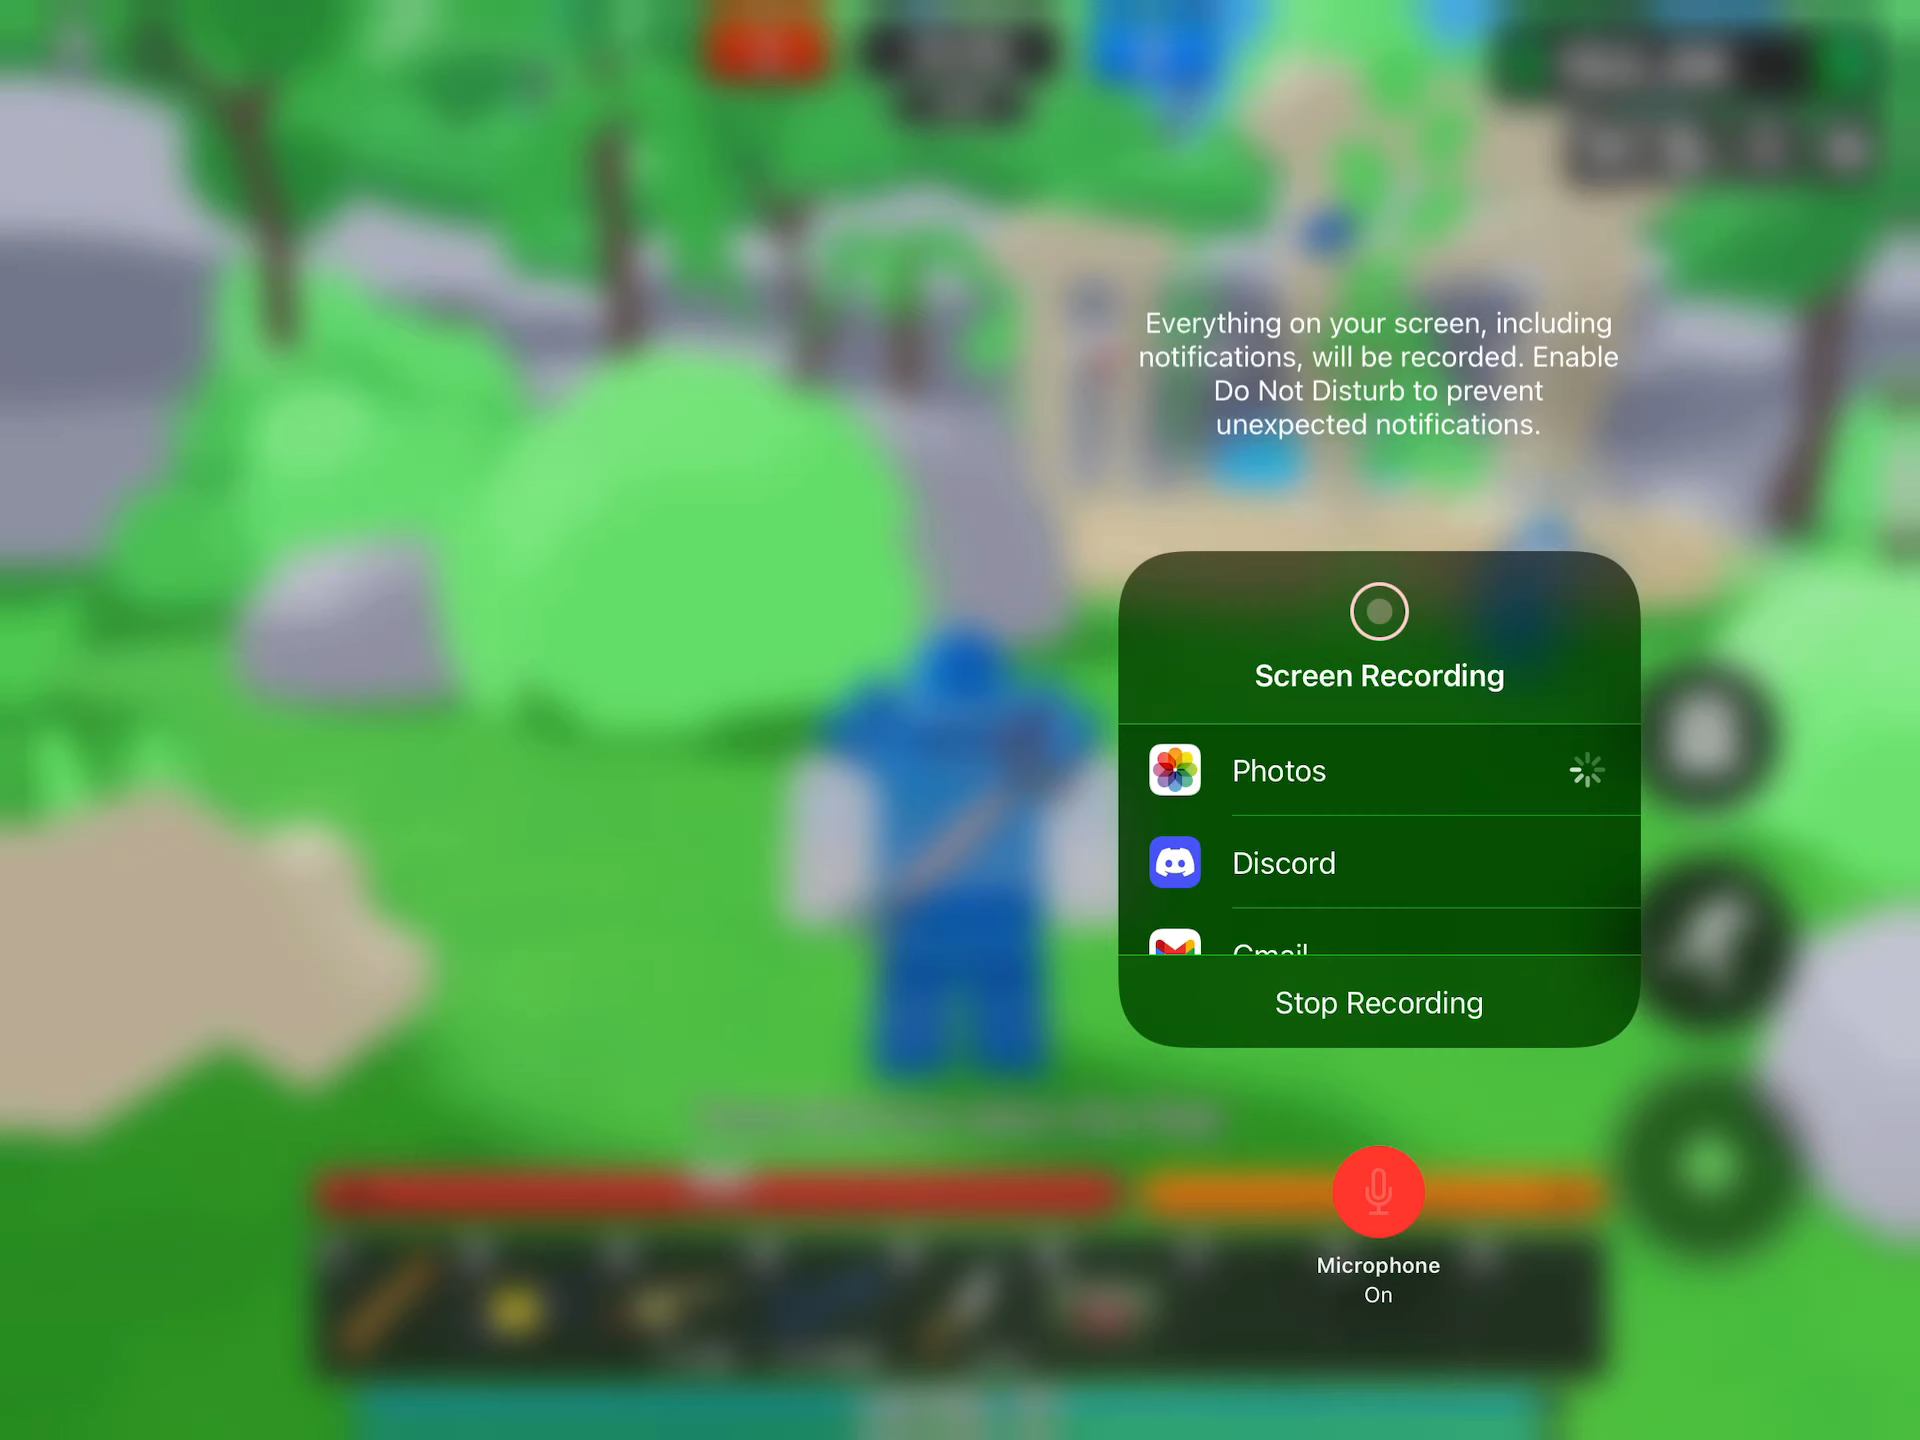 Everything on your screen, including
notifications, will be recorded. Enable
Do Not Disturb to prevent
unexpected notifications.
Screen Recording
Photos
Discord
Gmail
Stop Recording
Microphone
On